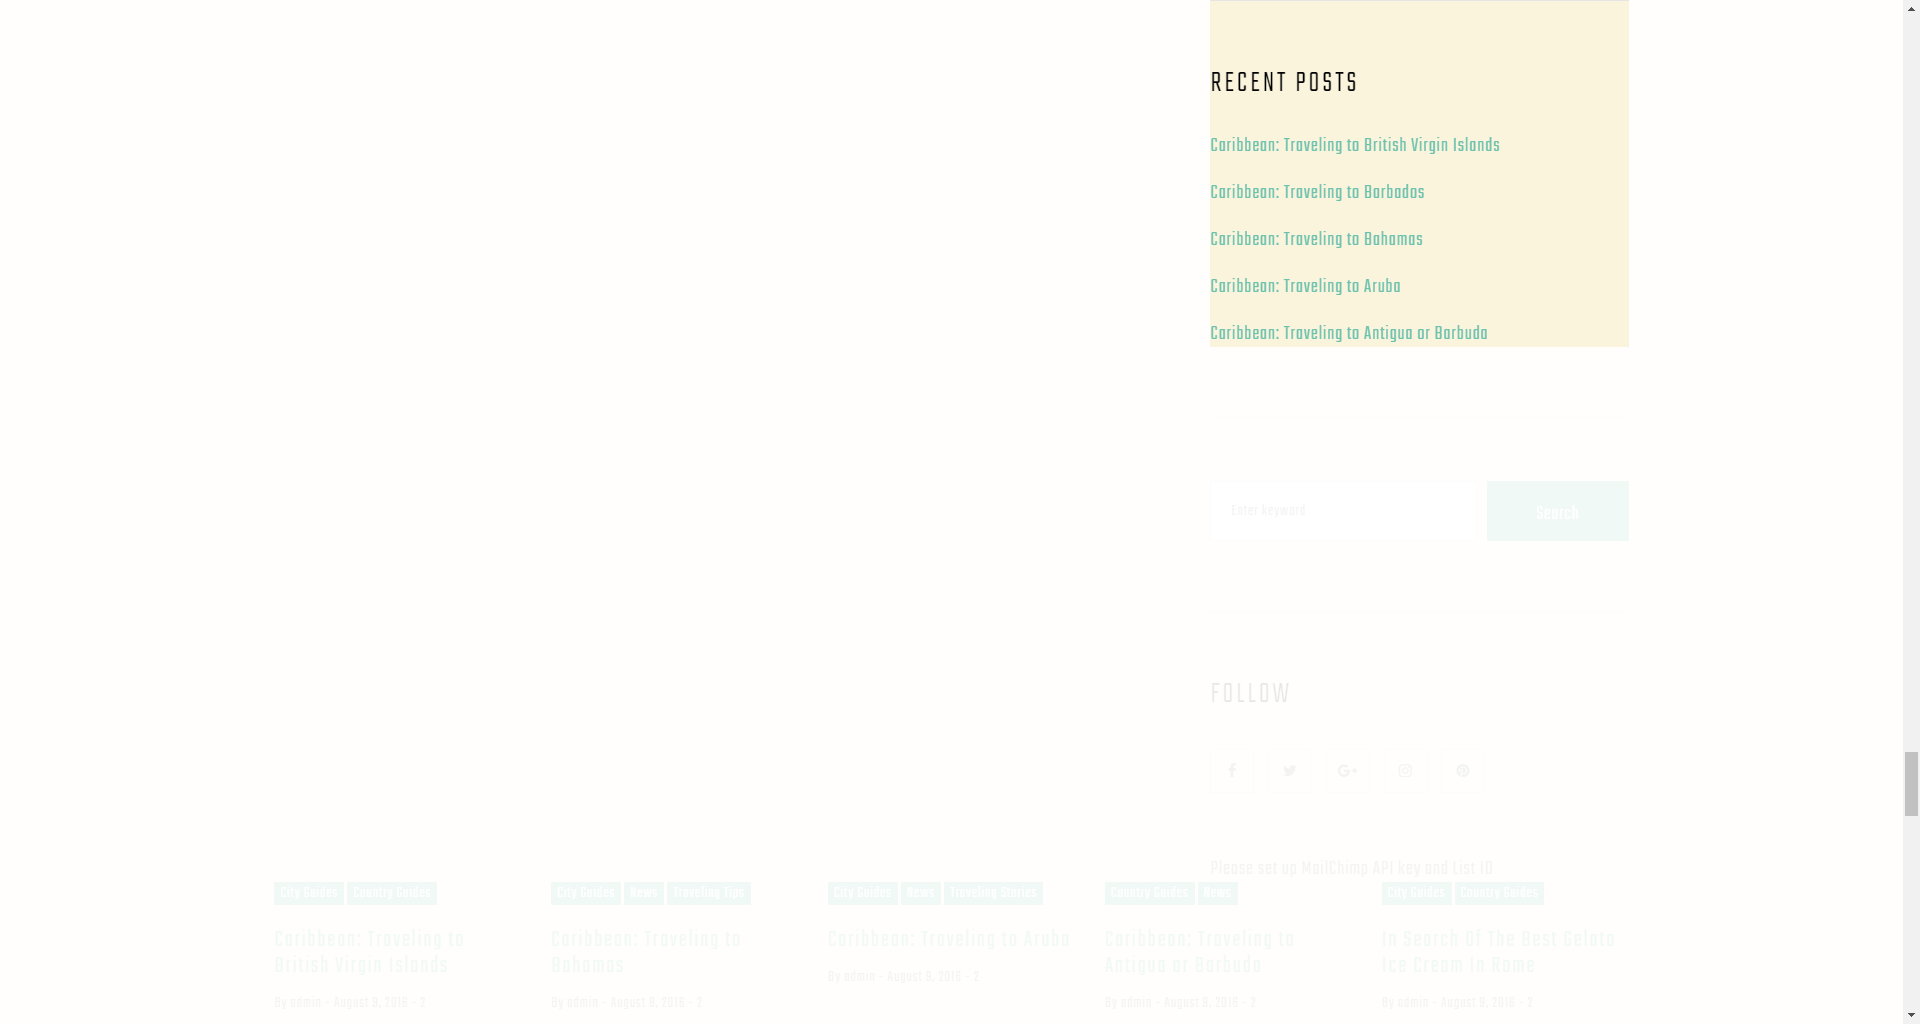 RECENT POSTS
Caribbean: Traveling to British Virgin Islands
Caribbean: Traveling to Barbados
Caribbean: Traveling to Bahamas
Caribbean: Traveling to Aruba
Caribbean: Traveling to Antigua or Barbuda
Enter keyword
Search
FOLLOW
Please set up MailChimp API key and List ID
City Guides Country Guides
Caribbean: Traveling to
British Virgin Islands
By admin - August 9, 2016 - 2
City Guides News Traveling Tips
Caribbean: Traveling to
Bahamas
By admin - August 9, 2016 - 2
City Guides News Traveling Stories
Caribbean: Traveling to Aruba
By admin - August 9, 2016 - 2
Country Guides News
Caribbean: Traveling to
Antigua or Barbuda
By admin - August 9, 2016 - 2
City Guides Country Guides
In Search Of The Best Gelato
Ice Cream In Rome
By admin - August 9, 2016 - 2